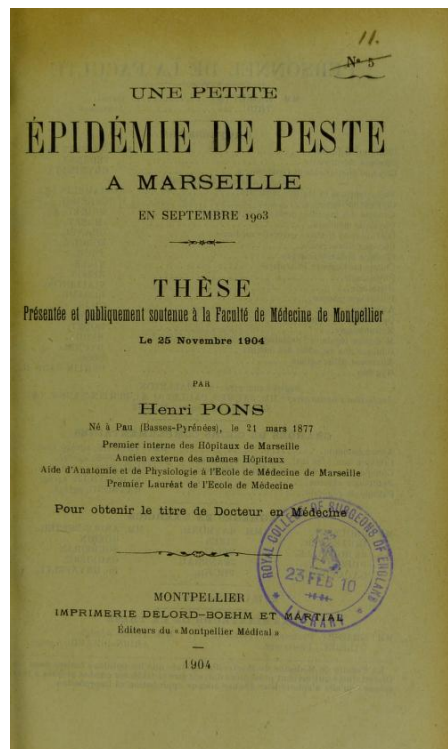 11.
N° 5
UNE PETITE
ÉPIDÉMIE DE PESTE
A MARSEILLE
EN SEPTEMBRE 1903
THÈSE
Présentée et publiquement soutenue à la Faculté de Médecine de Montpellier
Le 25 Novembre 1904
PAR
Henri PONS
Né à Pau (Basses-Pyrénées), le 21 mars 1877
Premier interne des Hôpitaux de Marseille
Ancien externe des mêmes Hôpitaux
Aide d'Anatomie et de Physiologie à l'Ecole de Médecine de Marseille
Premier Lauréat de l'Ecole de Médecine
Pour obtenir le titre de Docteur en Médecine
ROYAL COLLEGE OF SURGEONS OF ENGLAND
23 FEB 10
LIBRARY
MONTPELLIER
IMPRIMERIE DELORD-BOEHM ET MARTIAL
Éditeurs du « Montpellier Médical »
1904